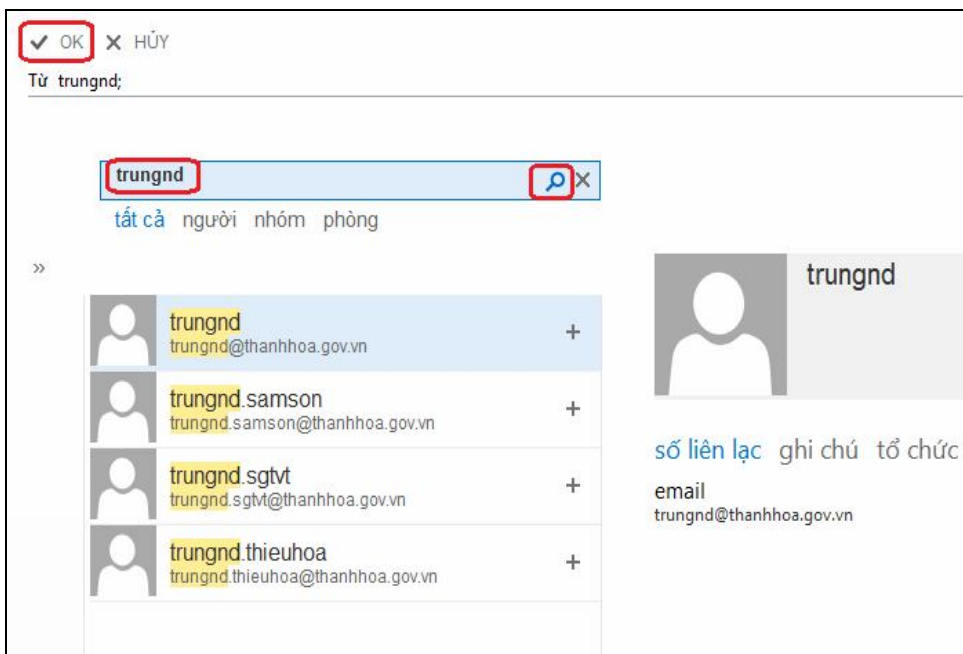 OK HỦY
Từ trungnd;
trungnd
tất cả người nhóm phòng
»
trungnd
trungnd@thanhhoa.gov.vn
trungnd.samson
trungnd.samson@thanhhoa.gov.vn
trungnd.sgtvt
trungnd.sgtvt@thanhhoa.gov.vn
trungnd.thieuhoa
trungnd.thieuhoa@thanhhoa.gov.vn
trungnd
số liên lạc ghi chú tổ chức
email
trungnd@thanhhoa.gov.vn